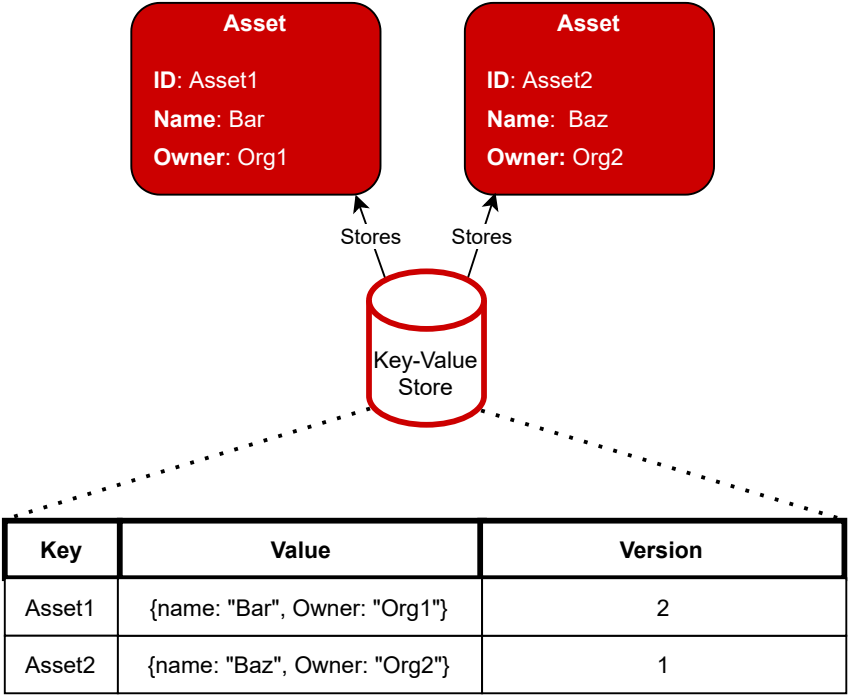 Asset
ID: Asset1
Name: Bar
Owner: Org1
Asset
ID: Asset2
Name:  Baz
Owner: Org2
Stores
Stores
Key-Value
Store
Key Value Version
Asset1 {name: "Bar", Owner: "Org1"} 2
Asset2 {name: "Baz", Owner: "Org2"} 1